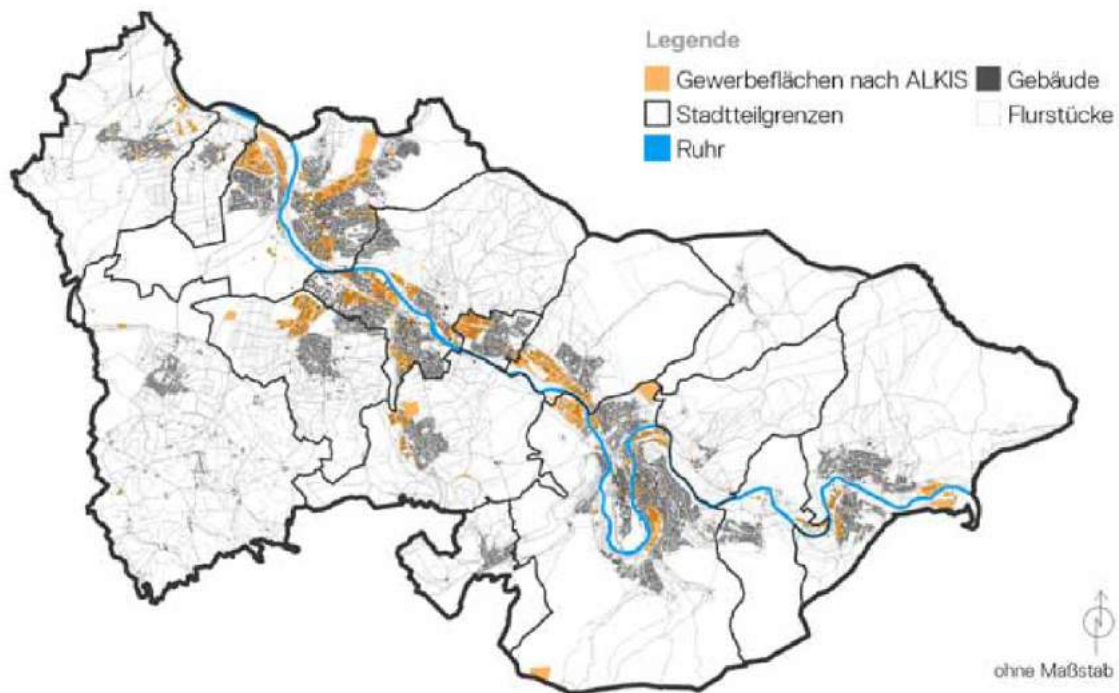 Legende
Gewerbeflächen nach ALKIS Gebäude
Stadtteilgrenzen Flurstücke
Ruhr
ohne Maßstab